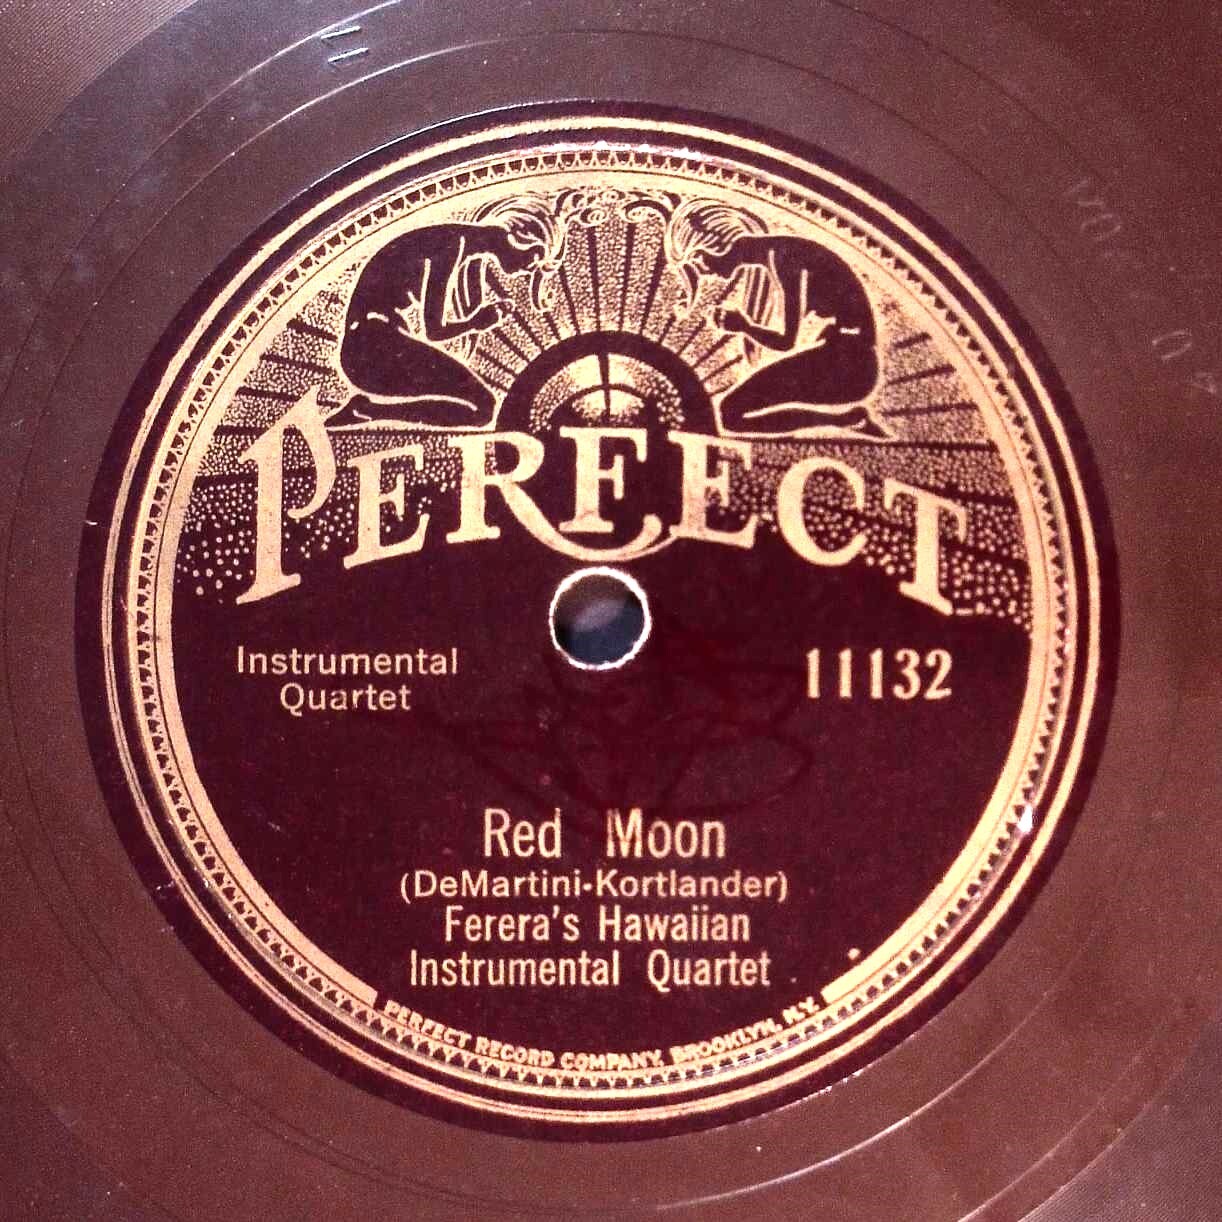 PERFECT
Instrumental
Quartet
11132
Red Moon
(DeMartini-Kortlander)
Ferera's Hawaiian
Instrumental Quartet
PERFECT RECORD COMPANY, BROOKLYN, N.Y.